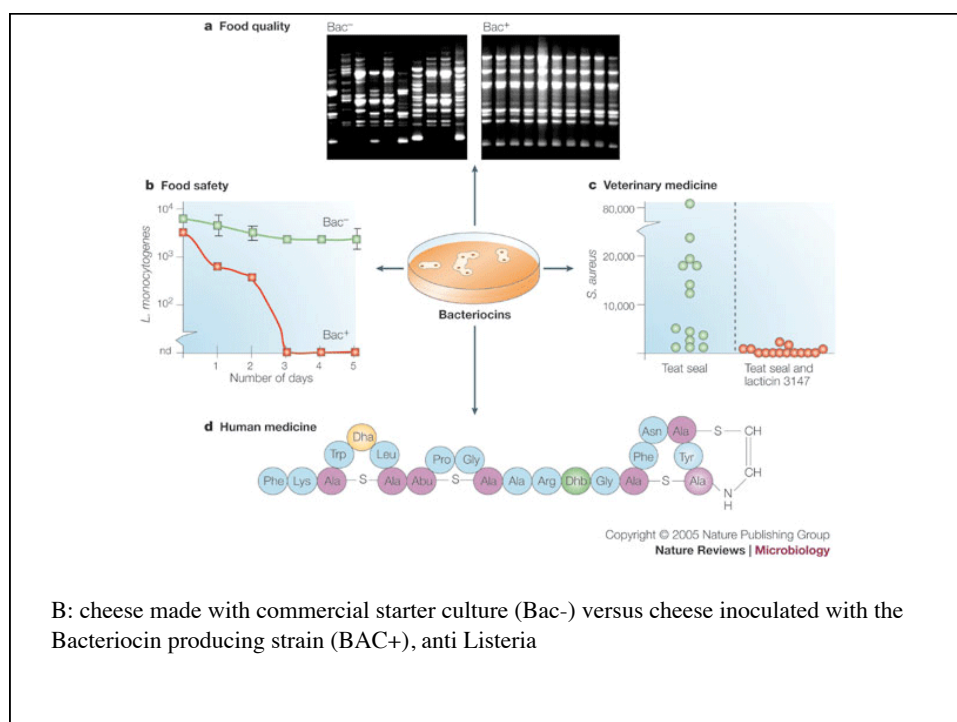 a Food quality
Bac⁻
Bac⁺
b Food safety
10⁴
10³
10²
nd
L. monocytogenes
Bac⁻
Bac⁺
1 2 3 4 5
Number of days
Bacteriocins
c Veterinary medicine
80,000
20,000
10,000
S. aureus
Teat seal
Teat seal and
lacticin 3147
d Human medicine
Dha
Trp Leu
Pro Gly
Phe Lys Ala S Ala Abu S Ala Ala Arg Dhb Gly Ala S Ala
Asn Ala S CH
Phe Tyr
CH
N
H
Copyright © 2005 Nature Publishing Group
Nature Reviews | Microbiology
B: cheese made with commercial starter culture (Bac-) versus cheese inoculated with the
Bacteriocin producing strain (BAC+), anti Listeria